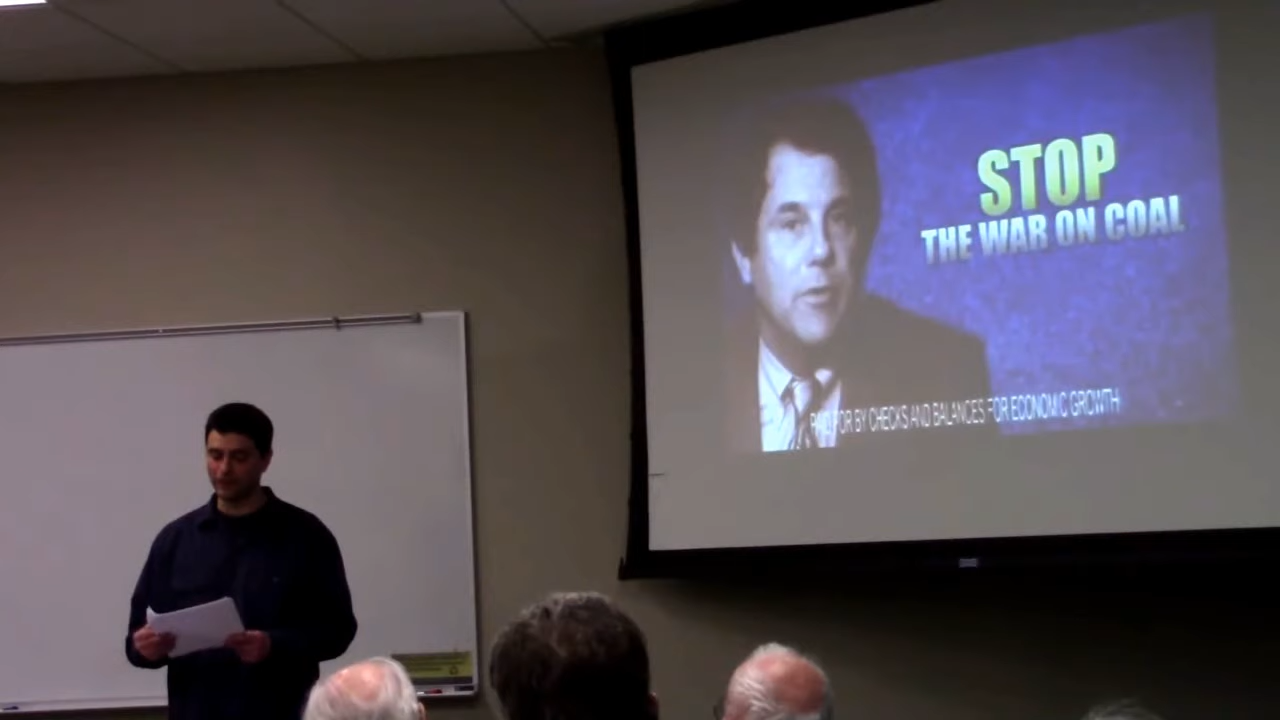 STOP
THE WAR ON COAL
PAID FOR BY CHECKS AND BALANCES FOR ECONOMIC GROWTH